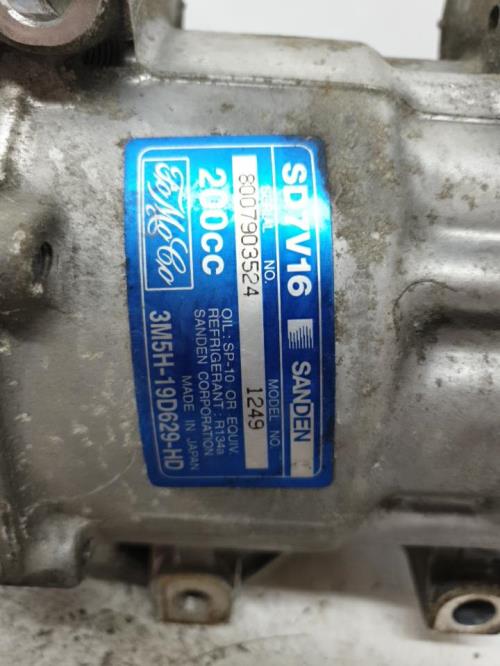 SD7V16 SANDEN
SERIAL NO. MODEL NO.
8007903524 1249
200CC
OIL : SP-10 OR EQUIV.
REFRIGERANT : R134a
SANDEN CORPORATION
MADE IN JAPAN
FoMoCo 3M5H-19D629-HD